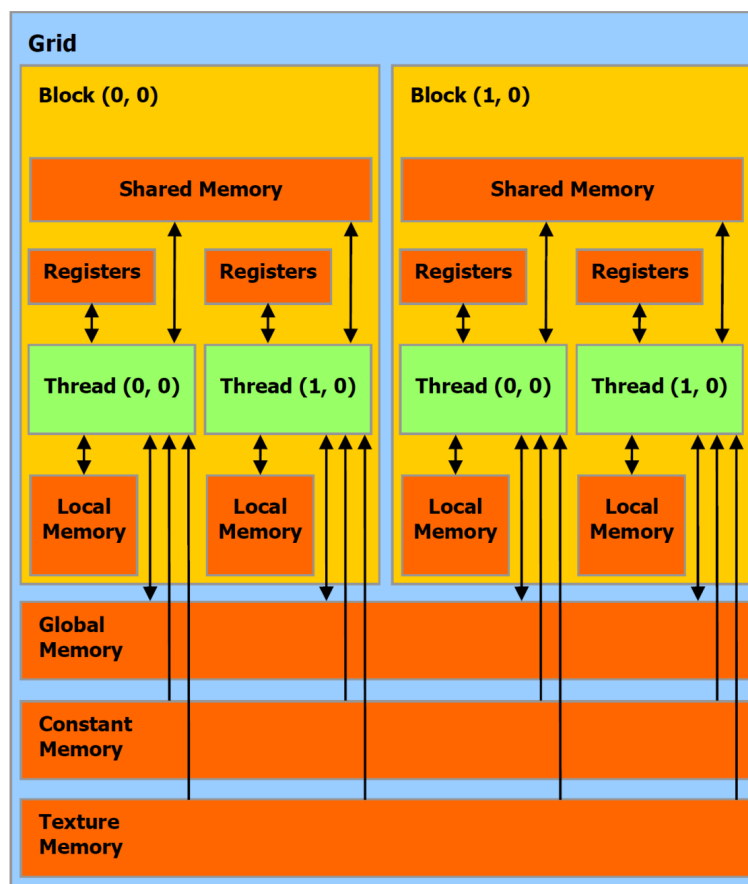 Grid
Block (0, 0)
Block (1, 0)
Shared Memory
Shared Memory
Registers
Registers
Registers
Registers
Thread (0, 0)
Thread (1, 0)
Thread (0, 0)
Thread (1, 0)
Local
Memory
Local
Memory
Local
Memory
Local
Memory
Global
Memory
Constant
Memory
Texture
Memory